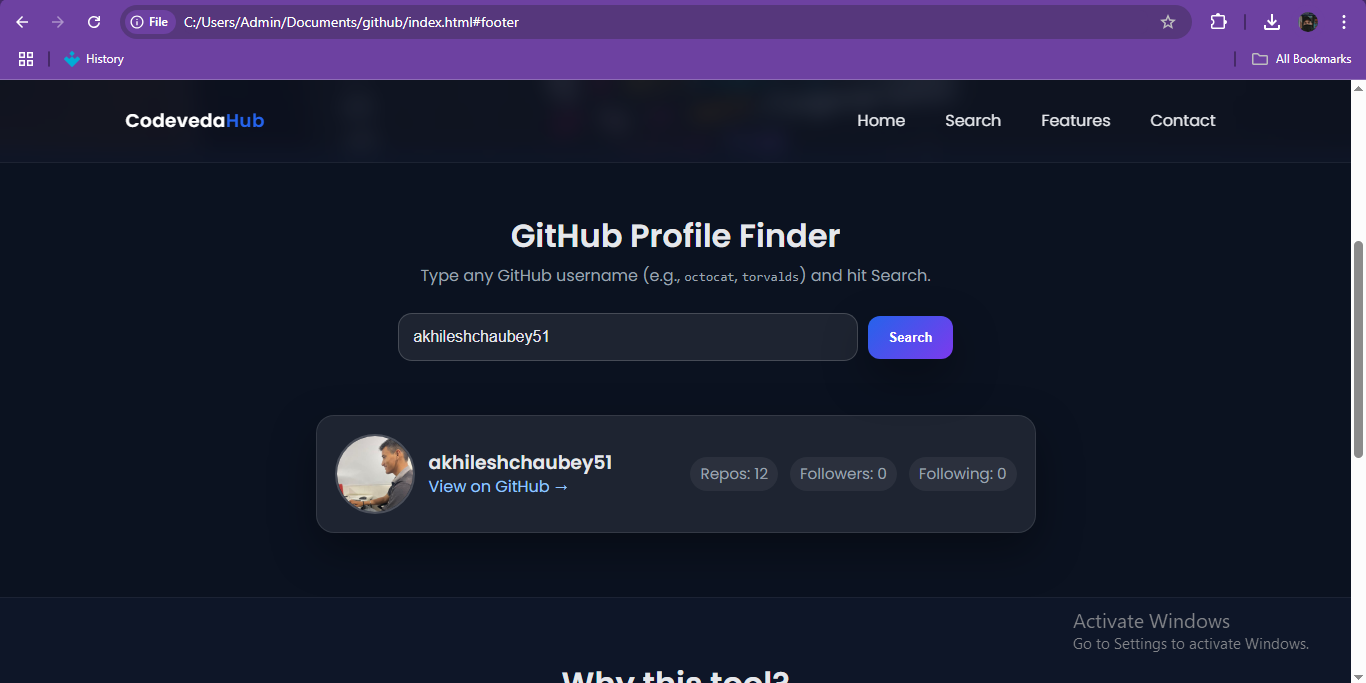 File C:/Users/Admin/Documents/github/index.html#footer
History All Bookmarks
CodevedaHub Home Search Features Contact
GitHub Profile Finder
Type any GitHub username (e.g., octocat, torvalds) and hit Search.
akhileshchaubey51 Search
akhileshchaubey51
View on GitHub →
Repos: 12 Followers: 0 Following: 0
Activate Windows
Go to Settings to activate Windows.
Why this tool?